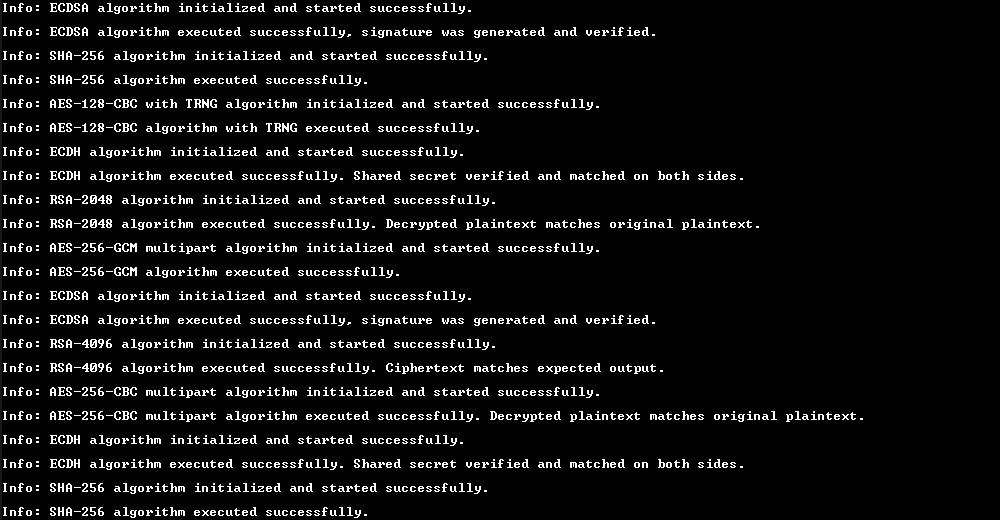 Info: ECDSA algorithm initialized and started successfully.
Info: ECDSA algorithm executed successfully, signature was generated and verified.
Info: SHA-256 algorithm initialized and started successfully.
Info: SHA-256 algorithm executed successfully.
Info: AES-128-CBC with TRNG algorithm initialized and started successfully.
Info: AES-128-CBC algorithm with TRNG executed successfully.
Info: ECDH algorithm initialized and started successfully.
Info: ECDH algorithm executed successfully. Shared secret verified and matched on both sides.
Info: RSA-2048 algorithm initialized and started successfully.
Info: RSA-2048 algorithm executed successfully. Decrypted plaintext matches original plaintext.
Info: AES-256-GCM multipart algorithm initialized and started successfully.
Info: AES-256-GCM algorithm executed successfully.
Info: ECDSA algorithm initialized and started successfully.
Info: ECDSA algorithm executed successfully, signature was generated and verified.
Info: RSA-4096 algorithm initialized and started successfully.
Info: RSA-4096 algorithm executed successfully. Ciphertext matches expected output.
Info: AES-256-CBC multipart algorithm initialized and started successfully.
Info: AES-256-CBC multipart algorithm executed successfully. Decrypted plaintext matches original plaintext.
Info: ECDH algorithm initialized and started successfully.
Info: ECDH algorithm executed successfully. Shared secret verified and matched on both sides.
Info: SHA-256 algorithm initialized and started successfully.
Info: SHA-256 algorithm executed successfully.